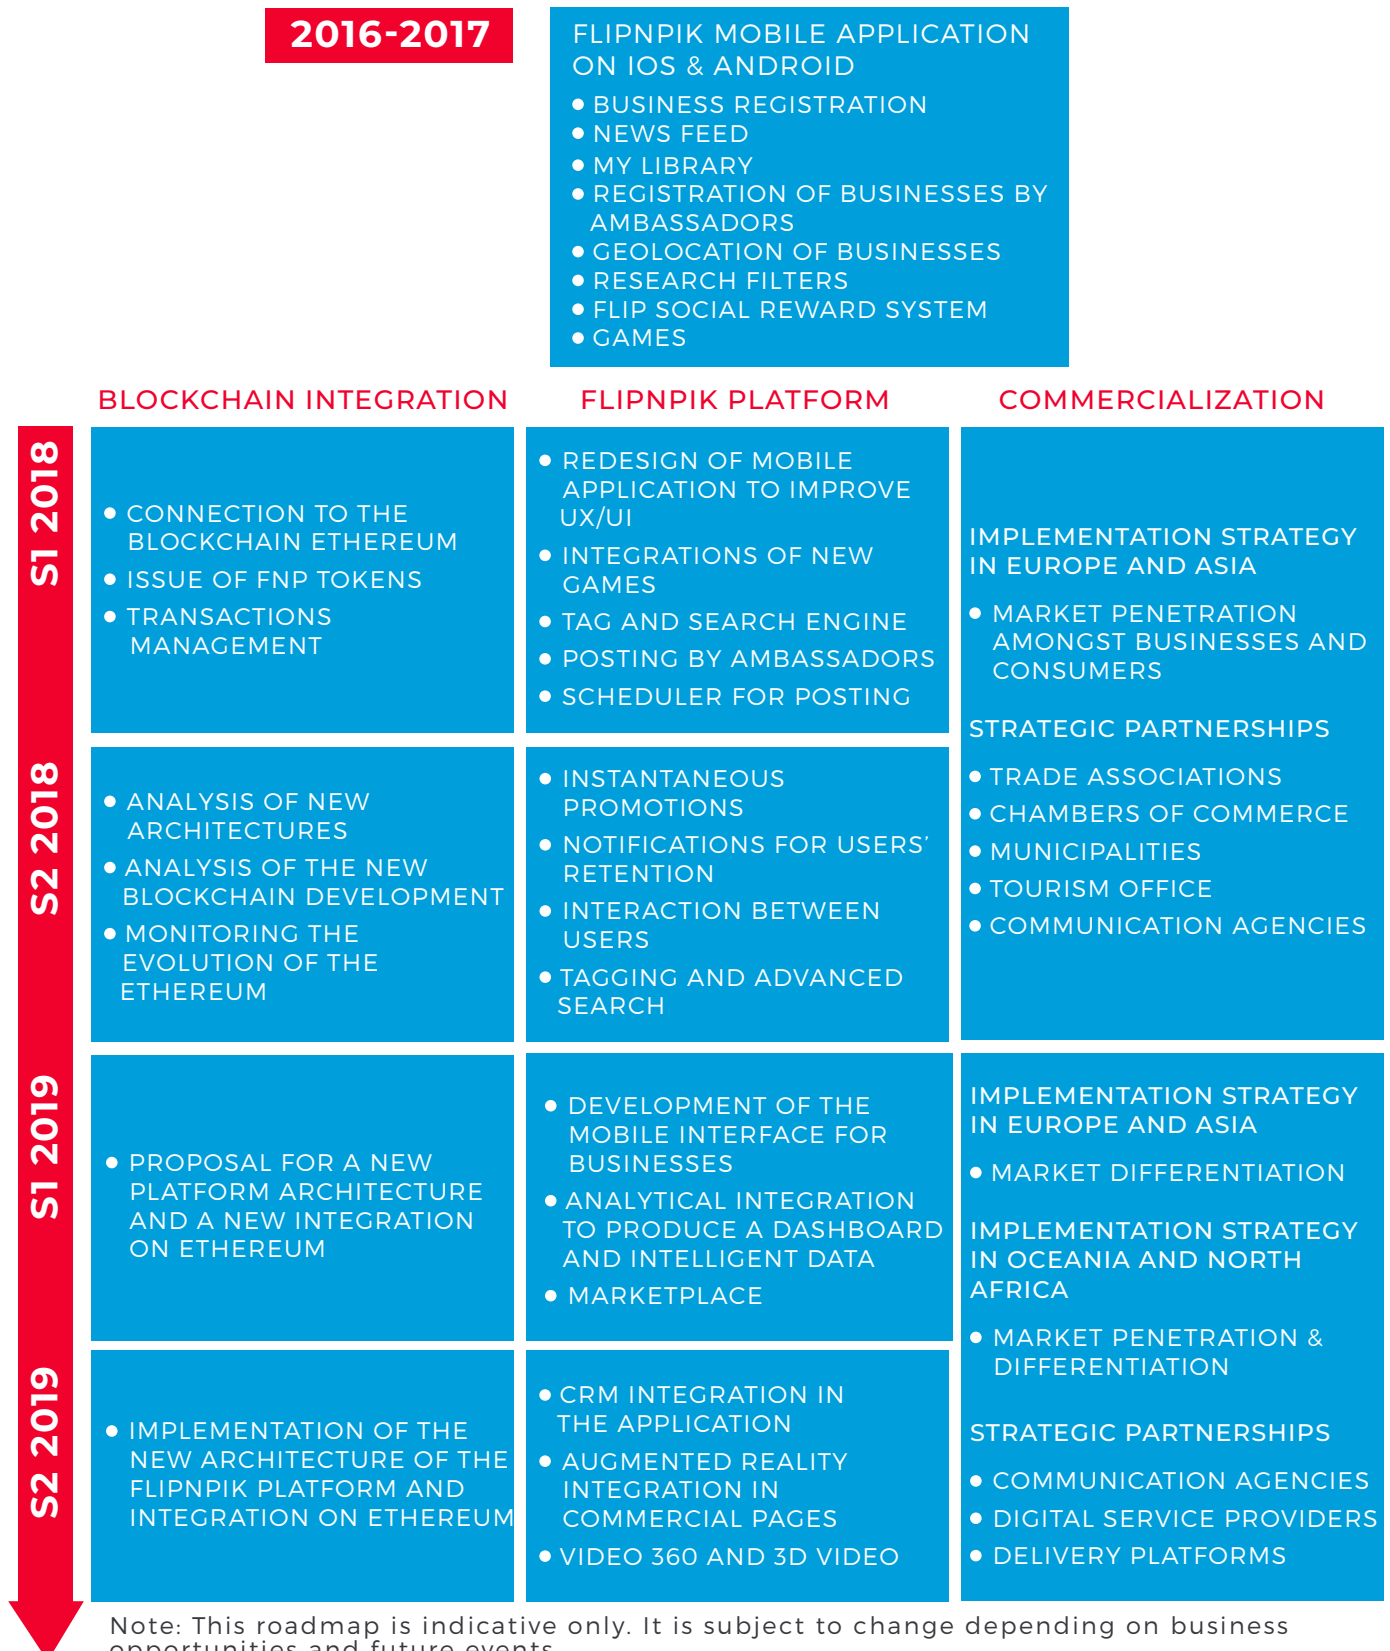 2016-2017
FLIPNPIK MOBILE APPLICATION
ON IOS & ANDROID
• BUSINESS REGISTRATION
• NEWS FEED
• MY LIBRARY
• REGISTRATION OF BUSINESSES BY
AMBASSADORS
• GEOLOCATION OF BUSINESSES
• RESEARCH FILTERS
• FLIP SOCIAL REWARD SYSTEM
• GAMES
BLOCKCHAIN INTEGRATION
FLIPNPIK PLATFORM
COMMERCIALIZATION
S1 2018
• CONNECTION TO THE
BLOCKCHAIN ETHEREUM
• ISSUE OF FNP TOKENS
• TRANSACTIONS
MANAGEMENT
• REDESIGN OF MOBILE
APPLICATION TO IMPROVE
UX/UI
• INTEGRATIONS OF NEW
GAMES
• TAG AND SEARCH ENGINE
• POSTING BY AMBASSADORS
• SCHEDULER FOR POSTING
IMPLEMENTATION STRATEGY
IN EUROPE AND ASIA
• MARKET PENETRATION
AMONGST BUSINESSES AND
CONSUMERS
STRATEGIC PARTNERSHIPS
• TRADE ASSOCIATIONS
• CHAMBERS OF COMMERCE
• MUNICIPALITIES
• TOURISM OFFICE
• COMMUNICATION AGENCIES
S2 2018
• ANALYSIS OF NEW
ARCHITECTURES
• ANALYSIS OF THE NEW
BLOCKCHAIN DEVELOPMENT
• MONITORING THE
EVOLUTION OF THE
ETHEREUM
• INSTANTANEOUS
PROMOTIONS
• NOTIFICATIONS FOR USERS’
RETENTION
• INTERACTION BETWEEN
USERS
• TAGGING AND ADVANCED
SEARCH
S1 2019
• PROPOSAL FOR A NEW
PLATFORM ARCHITECTURE
AND A NEW INTEGRATION
ON ETHEREUM
• DEVELOPMENT OF THE
MOBILE INTERFACE FOR
BUSINESSES
• ANALYTICAL INTEGRATION
TO PRODUCE A DASHBOARD
AND INTELLIGENT DATA
• MARKETPLACE
IMPLEMENTATION STRATEGY
IN EUROPE AND ASIA
• MARKET DIFFERENTIATION
IMPLEMENTATION STRATEGY
IN OCEANIA AND NORTH
AFRICA
• MARKET PENETRATION &
DIFFERENTIATION
STRATEGIC PARTNERSHIPS
• COMMUNICATION AGENCIES
• DIGITAL SERVICE PROVIDERS
• DELIVERY PLATFORMS
S2 2019
• IMPLEMENTATION OF THE
NEW ARCHITECTURE OF THE
FLIPNPIK PLATFORM AND
INTEGRATION ON ETHEREUM
• CRM INTEGRATION IN
THE APPLICATION
• AUGMENTED REALITY
INTEGRATION IN
COMMERCIAL PAGES
• VIDEO 360 AND 3D VIDEO
Note: This roadmap is indicative only. It is subject to change depending on business
opportunities and future events